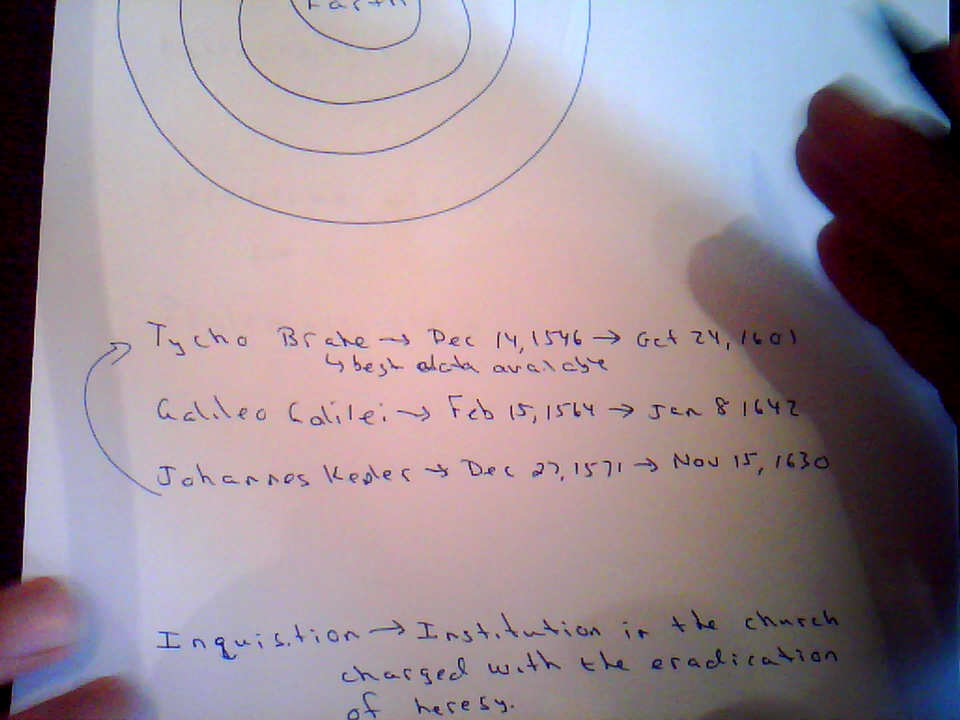 Earth
Tycho Brahe → Dec 14, 1546 → Oct 24, 1601
↳ best data available
Galileo Galilei → Feb 15, 1564 → Jan 8 1642
Johannes Kepler → Dec 27, 1571 → Nov 15, 1630
Inquisition → Institution in the church
charged with the eradication
of heresy.